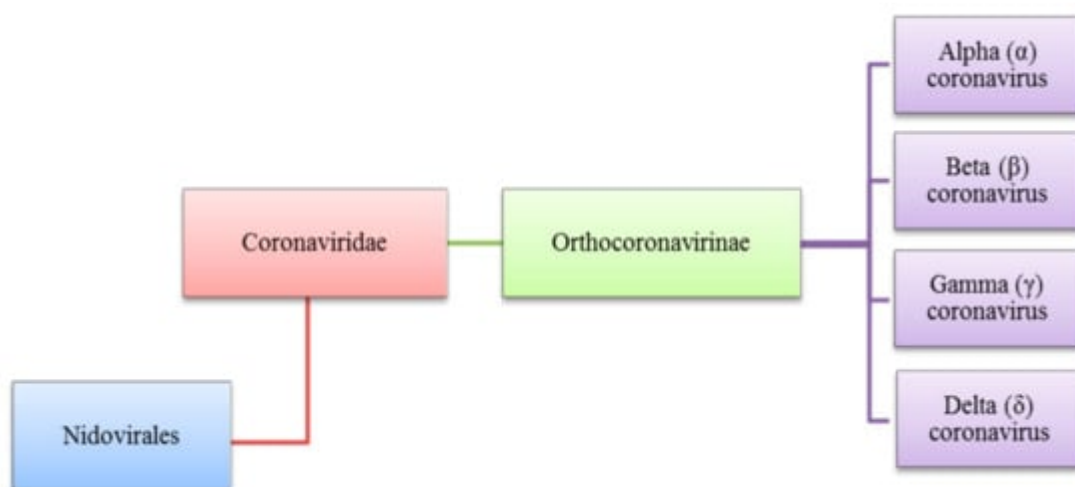 Alpha (α)
coronavirus
Beta (β)
coronavirus
Coronaviridae
Orthocoronavirinae
Gamma (γ)
coronavirus
Delta (δ)
coronavirus
Nidovirales